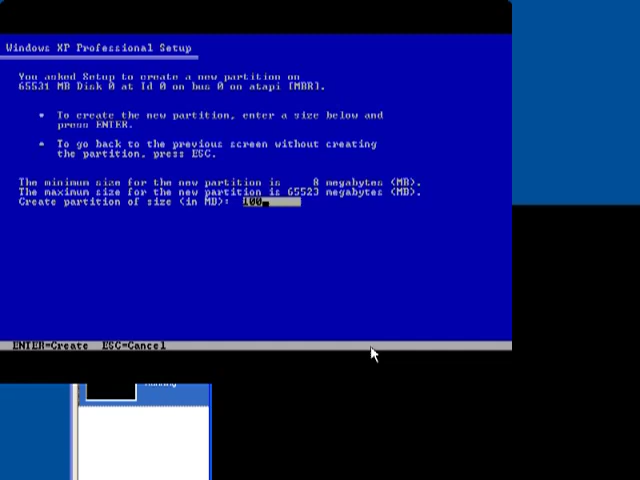 Windows XP Professional Setup
You asked Setup to create a new partition on
65531 MB Disk 0 at Id 0 on bus 0 on atapi [MBR].
• To create the new partition, enter a size below and
press ENTER.
• To go back to the previous screen without creating
the partition, press ESC.
The minimum size for the new partition is 8 megabytes (MB).
The maximum size for the new partition is 65523 megabytes (MB).
Create partition of size (in MB): 100_
ENTER=Create ESC=Cancel
Running